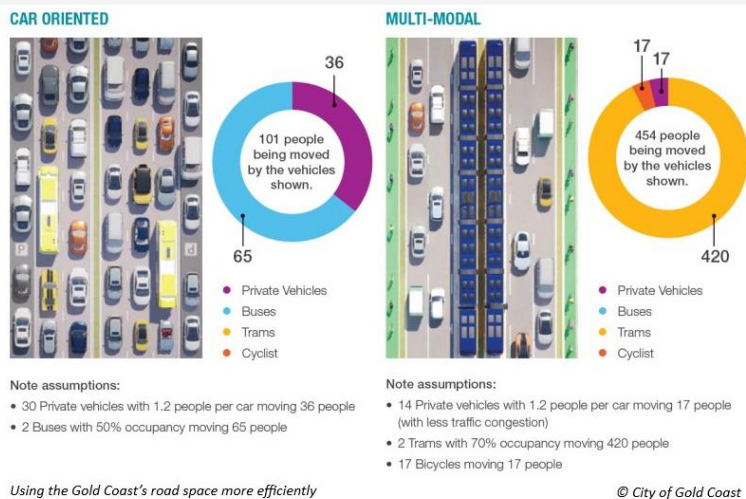 CAR ORIENTED
36
101 people
being moved
by the vehicles
shown.
65
Private Vehicles
Buses
Trams
Cyclist
Note assumptions:
• 30 Private vehicles with 1.2 people per car moving 36 people
• 2 Buses with 50% occupancy moving 65 people
MULTI-MODAL
17
17
454 people
being moved
by the vehicles
shown.
420
Private Vehicles
Buses
Trams
Cyclist
Note assumptions:
• 14 Private vehicles with 1.2 people per car moving 17 people
(with less traffic congestion)
• 2 Trams with 70% occupancy moving 420 people
• 17 Bicycles moving 17 people
Using the Gold Coast's road space more efficiently
© City of Gold Coast